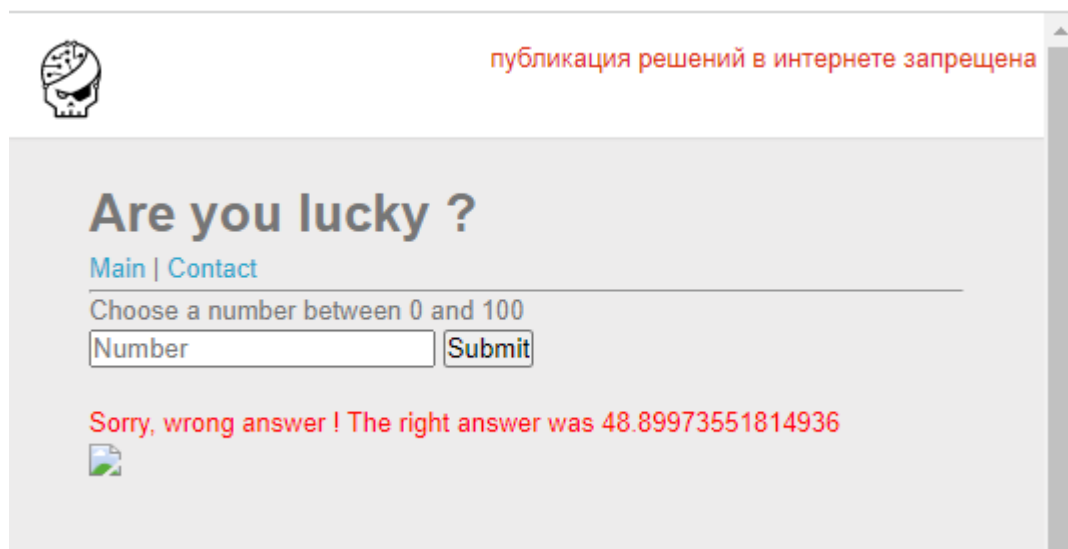 публикация решений в интернете запрещена
Are you lucky ?
Main | Contact
Choose a number between 0 and 100
Number Submit
Sorry, wrong answer ! The right answer was 48.89973551814936